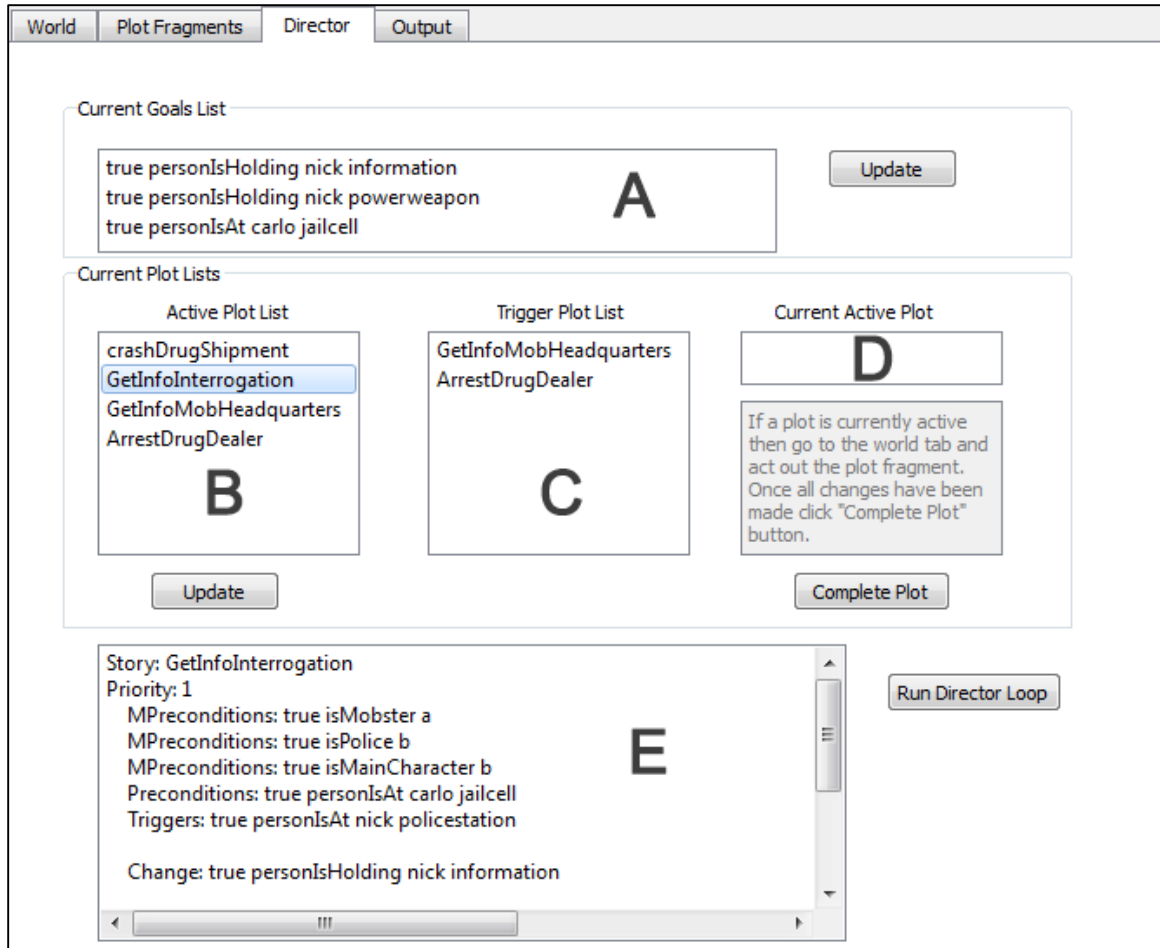 World Plot Fragments Director Output
Current Goals List
true personIsHolding nick information
true personIsHolding nick powerweapon
true personIsAt carlo jailcell
A
Update
Current Plot Lists
Active Plot List
crashDrugShipment
GetInfoInterrogation
GetInfoMobHeadquarters
ArrestDrugDealer
B
Update
Trigger Plot List
GetInfoMobHeadquarters
ArrestDrugDealer
C
Current Active Plot
D
If a plot is currently active
then go to the world tab and
act out the plot fragment.
Once all changes have been
made click "Complete Plot"
button.
Complete Plot
Story: GetInfoInterrogation
Priority: 1
MPreconditions: true isMobster a
MPreconditions: true isPolice b
MPreconditions: true isMainCharacter b
Preconditions: true personIsAt carlo jailcell
Triggers: true personIsAt nick policestation
Change: true personIsHolding nick information
E
Run Director Loop